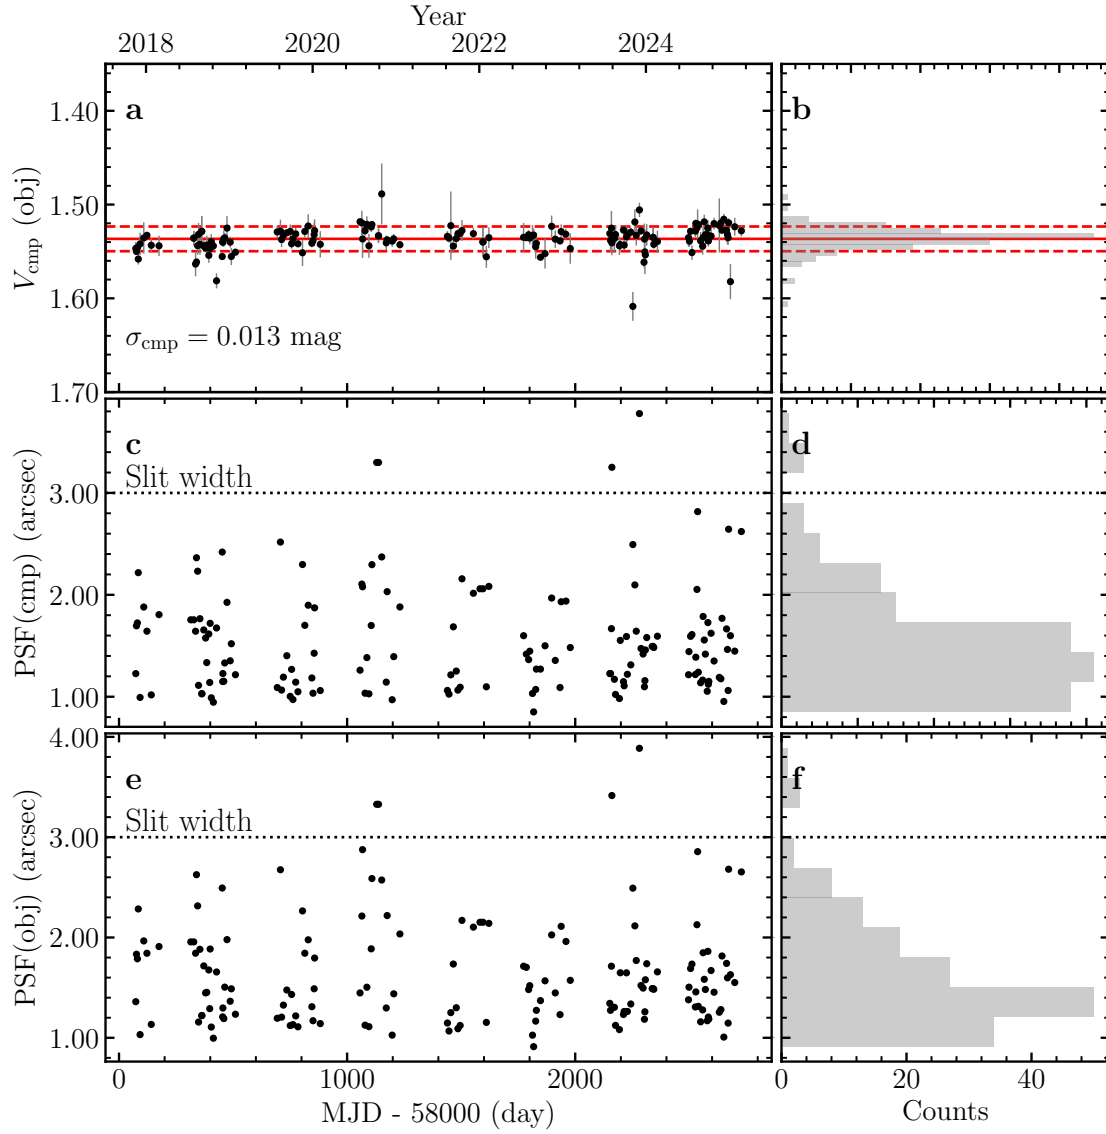 Year
2018 2020 2022 2024
a
b
1.40
1.50
1.60
1.70
V_cmp (obj)
σ_cmp = 0.013 mag
c
d
Slit width
3.00
2.00
1.00
PSF(cmp) (arcsec)
e
f
Slit width
4.00
3.00
2.00
1.00
PSF(obj) (arcsec)
0 1000 2000
0 20 40
MJD - 58000 (day)
Counts